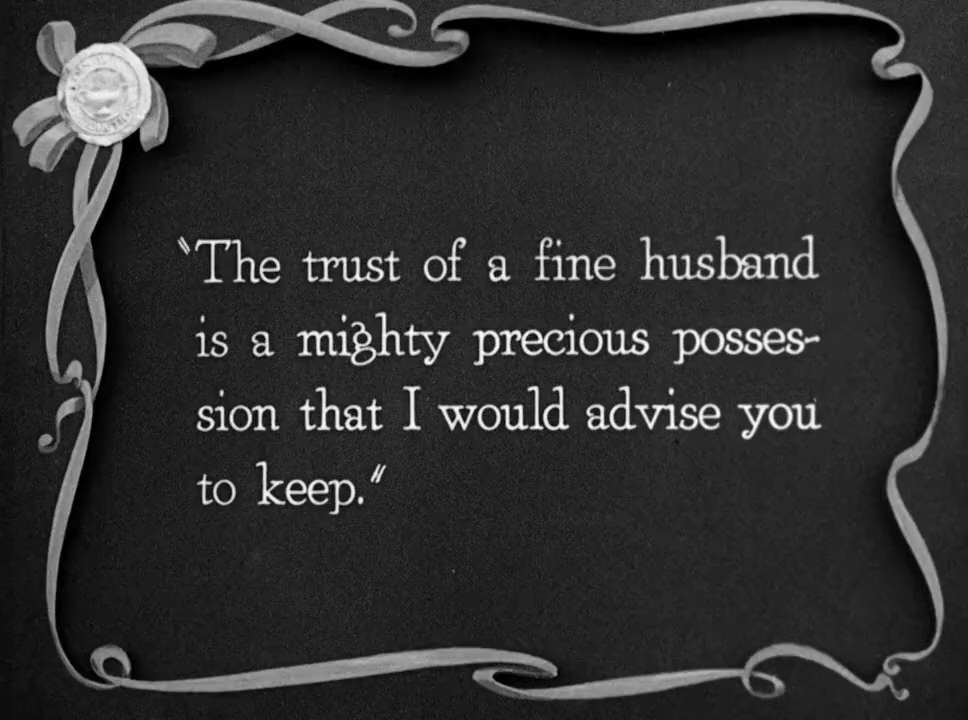 "The trust of a fine husband
is a mighty precious posses-
sion that I would advise you
to keep."